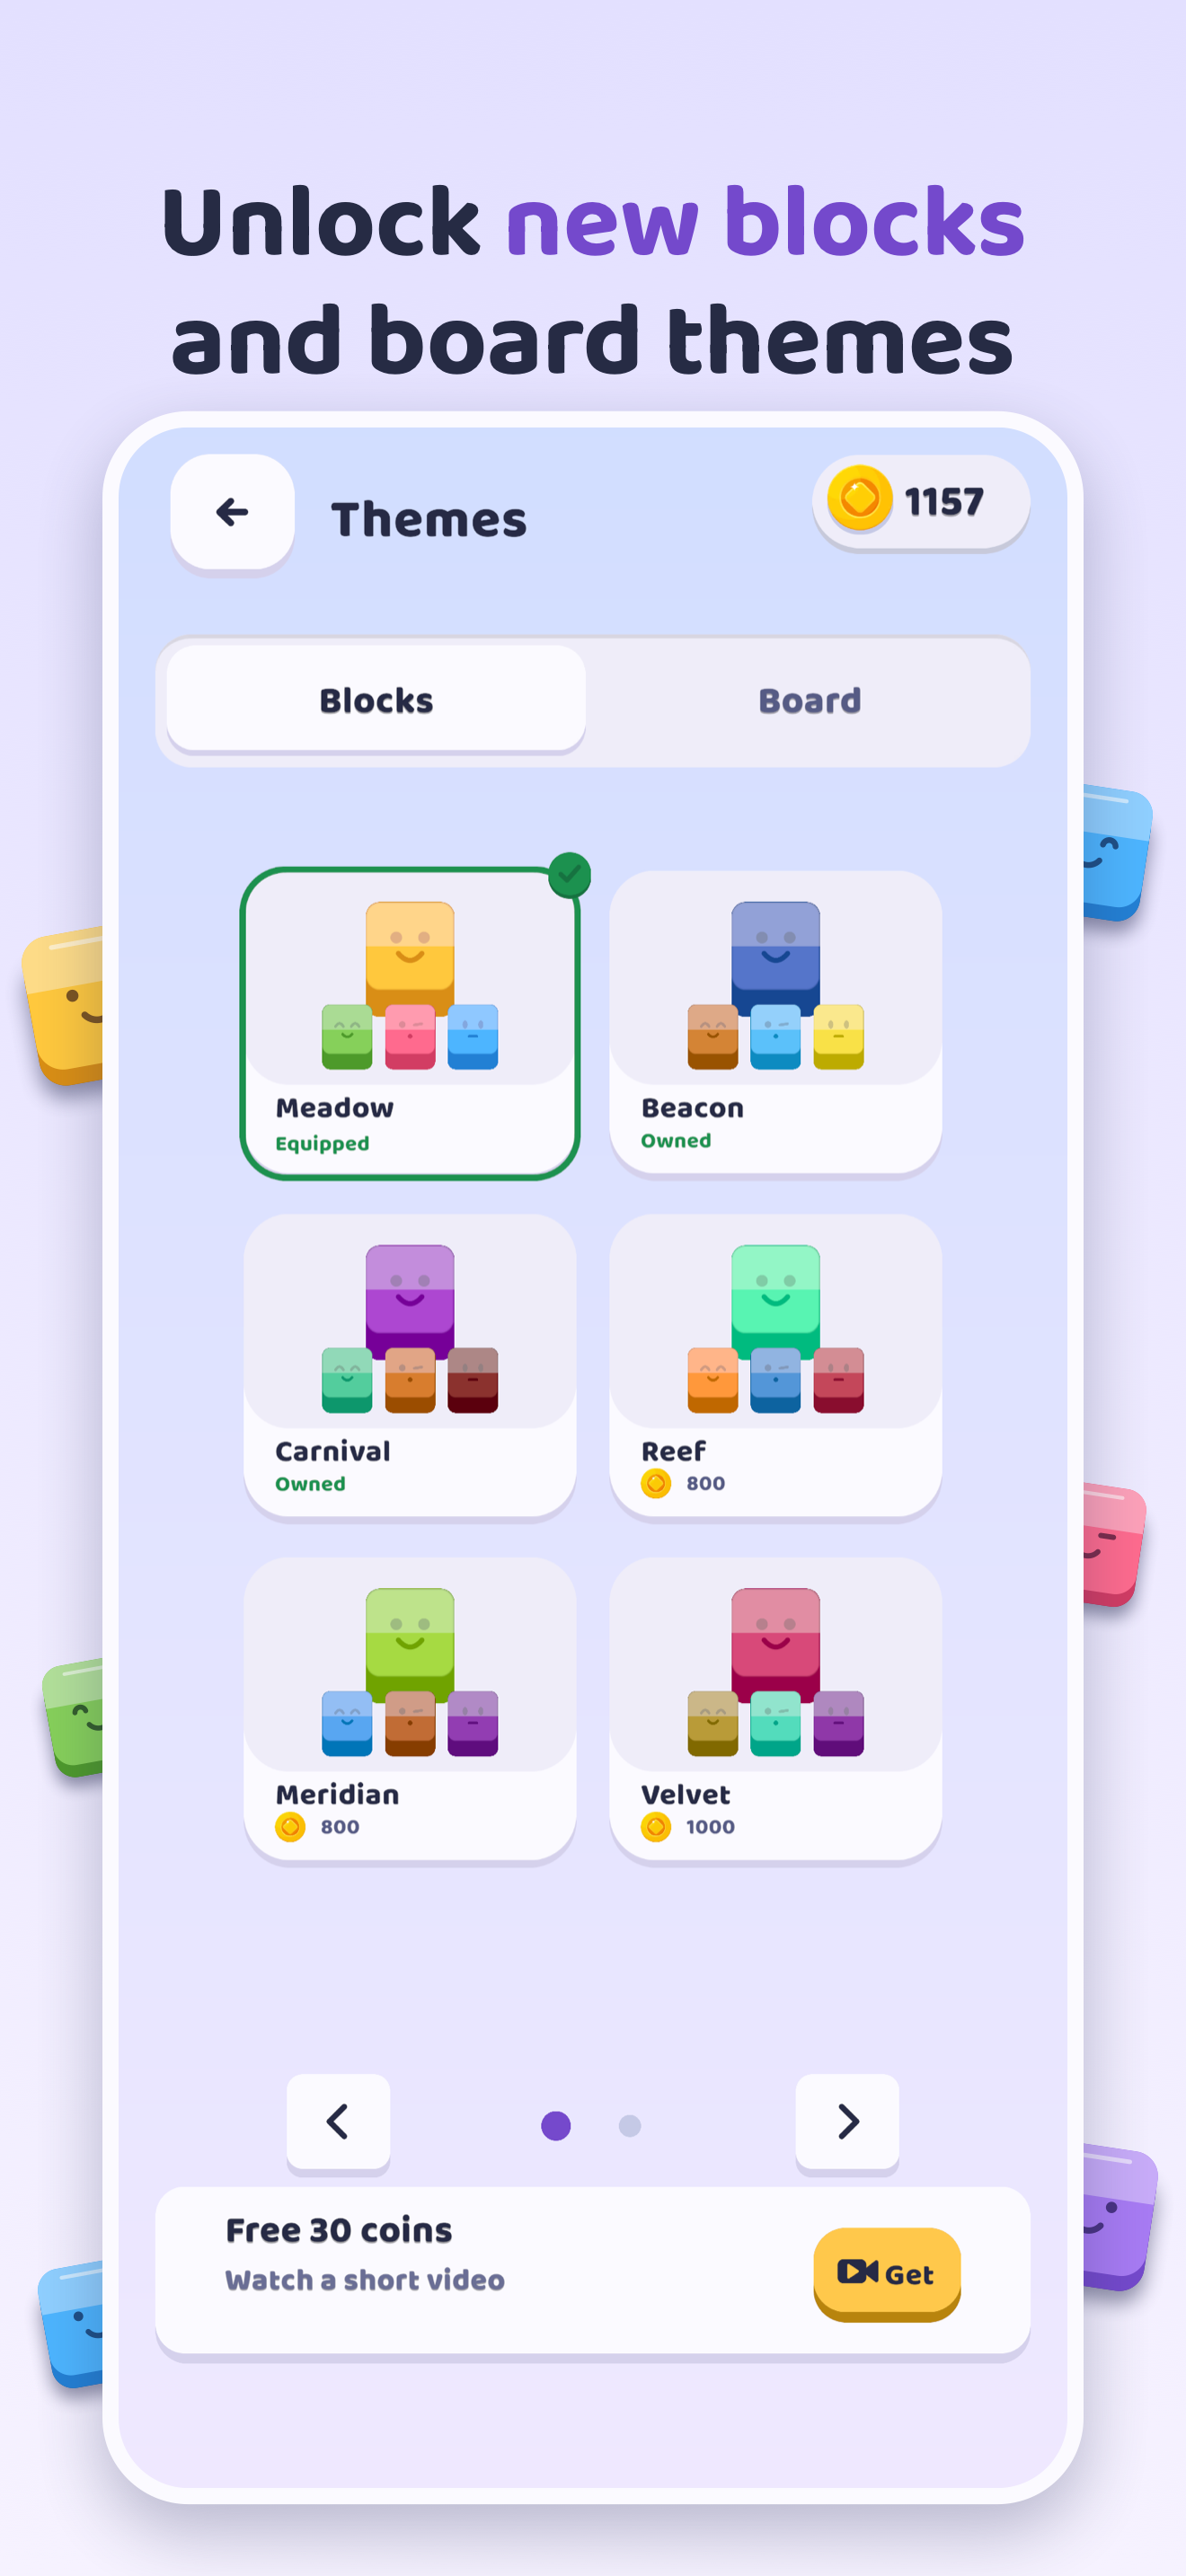 Unlock new blocks
and board themes
Themes
1157
Blocks
Board
Meadow
Equipped
Beacon
Owned
Carnival
Owned
Reef
800
Meridian
800
Velvet
1000
Free 30 coins
Watch a short video
Get